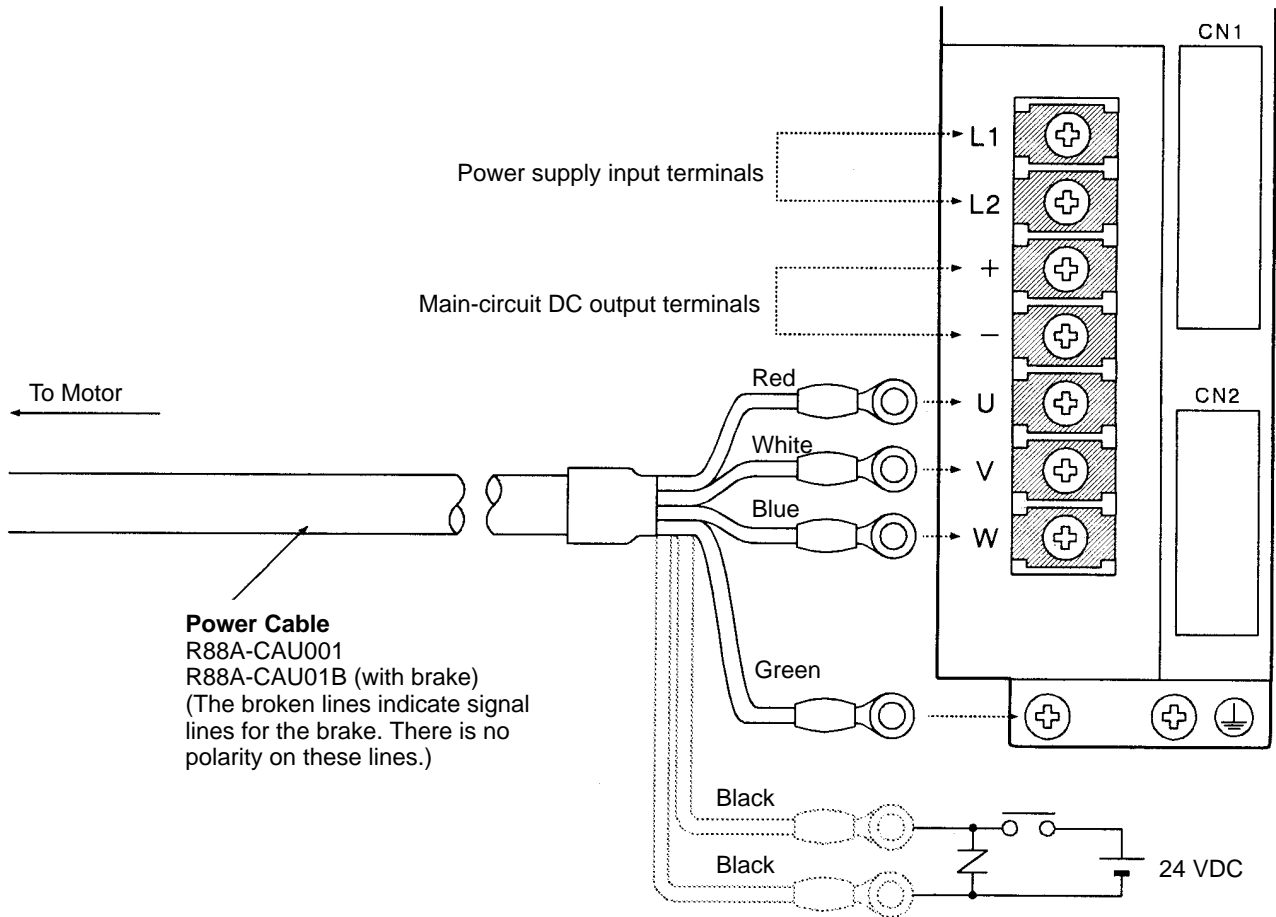 CN1
L1
Power supply input terminals
L2
+
Main-circuit DC output terminals
−
To Motor
Red
U
CN2
White
V
Blue
W
Power Cable
R88A-CAU001
R88A-CAU01B (with brake)
(The broken lines indicate signal
lines for the brake. There is no
polarity on these lines.)
Green
Black
Black
24 VDC